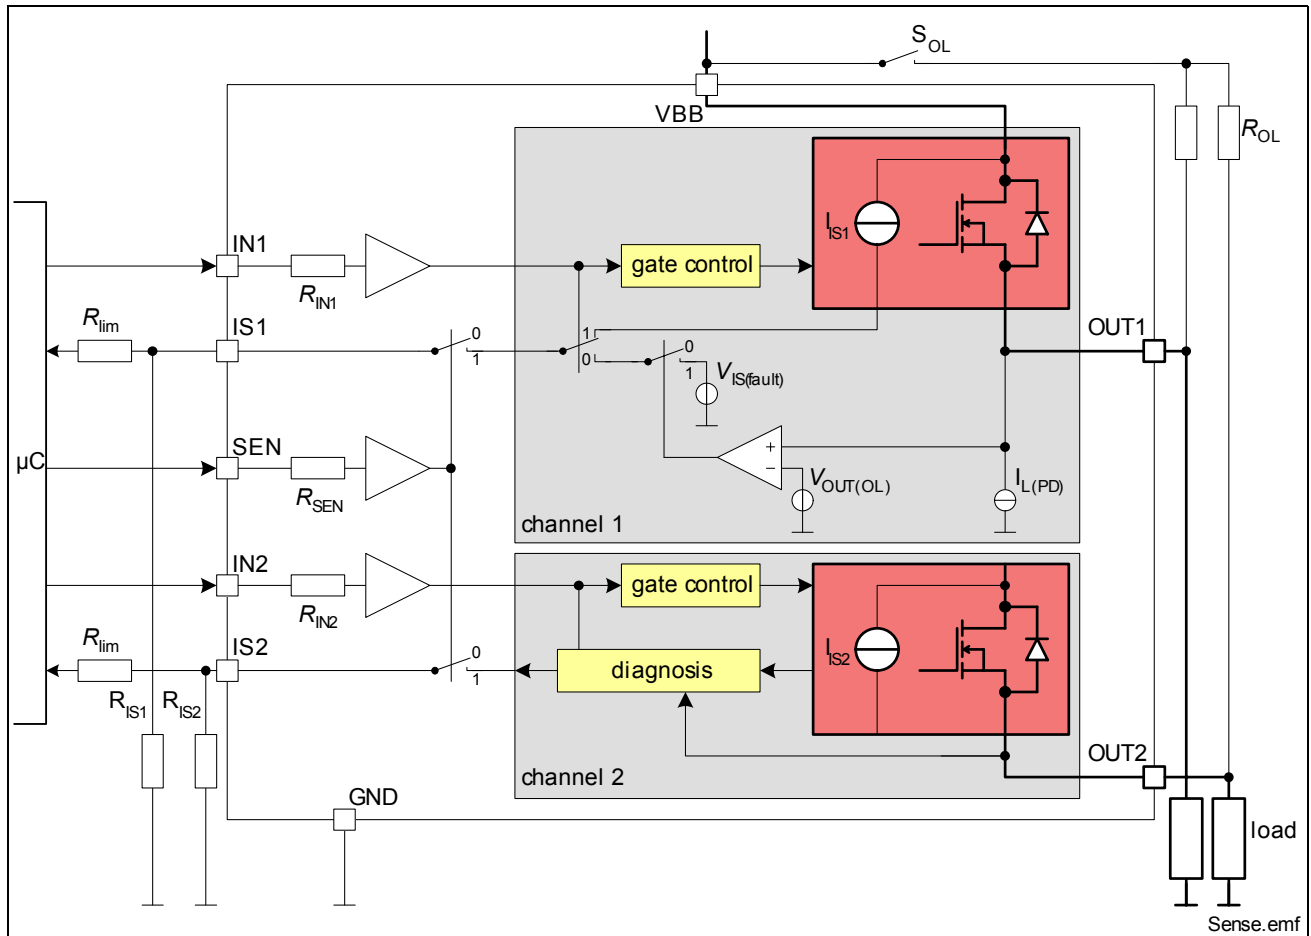 S_OL
VBB
R_OL
IN1
R_IN1
gate control
I_IS1
R_lim
IS1
0
1
1
0
0
1
V_IS(fault)
OUT1
µC
SEN
R_SEN
+
−
V_OUT(OL)
I_L(PD)
channel 1
IN2
R_IN2
gate control
R_lim
IS2
0
1
diagnosis
I_IS2
R_IS1
R_IS2
OUT2
channel 2
GND
load
Sense.emf